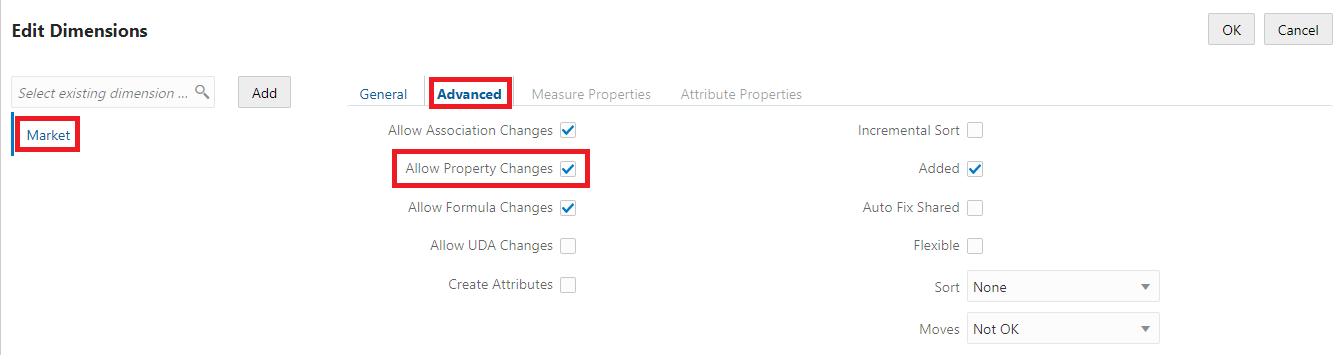 Edit Dimensions
OK
Cancel
Select existing dimension ...
Add
General
Advanced
Measure Properties
Attribute Properties
Market
Allow Association Changes
Incremental Sort
Allow Property Changes
Added
Allow Formula Changes
Auto Fix Shared
Allow UDA Changes
Flexible
Create Attributes
Sort
None
Moves
Not OK